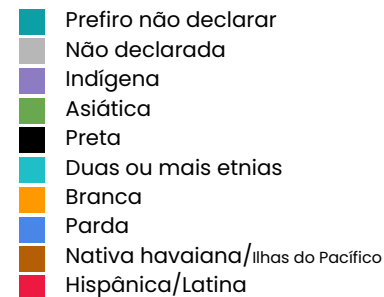 Prefiro não declarar
Não declarada
Indígena
Asiática
Preta
Duas ou mais etnias
Branca
Parda
Nativa havaiana/Ilhas do Pacífico
Hispânica/Latina